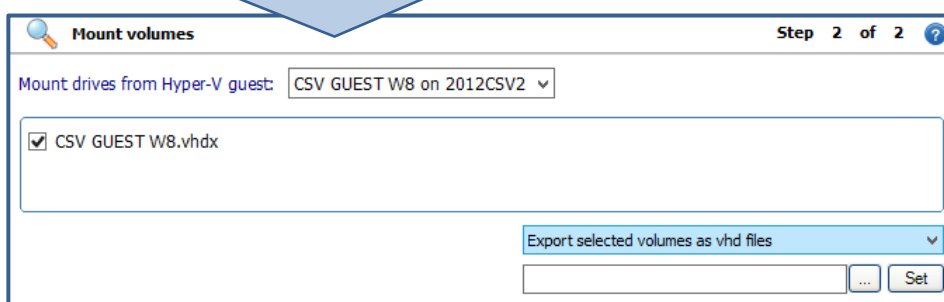 Mount volumes Step 2 of 2 ?
Mount drives from Hyper-V guest: CSV GUEST W8 on 2012CSV2
CSV GUEST W8.vhdx
Export selected volumes as vhd files
... Set